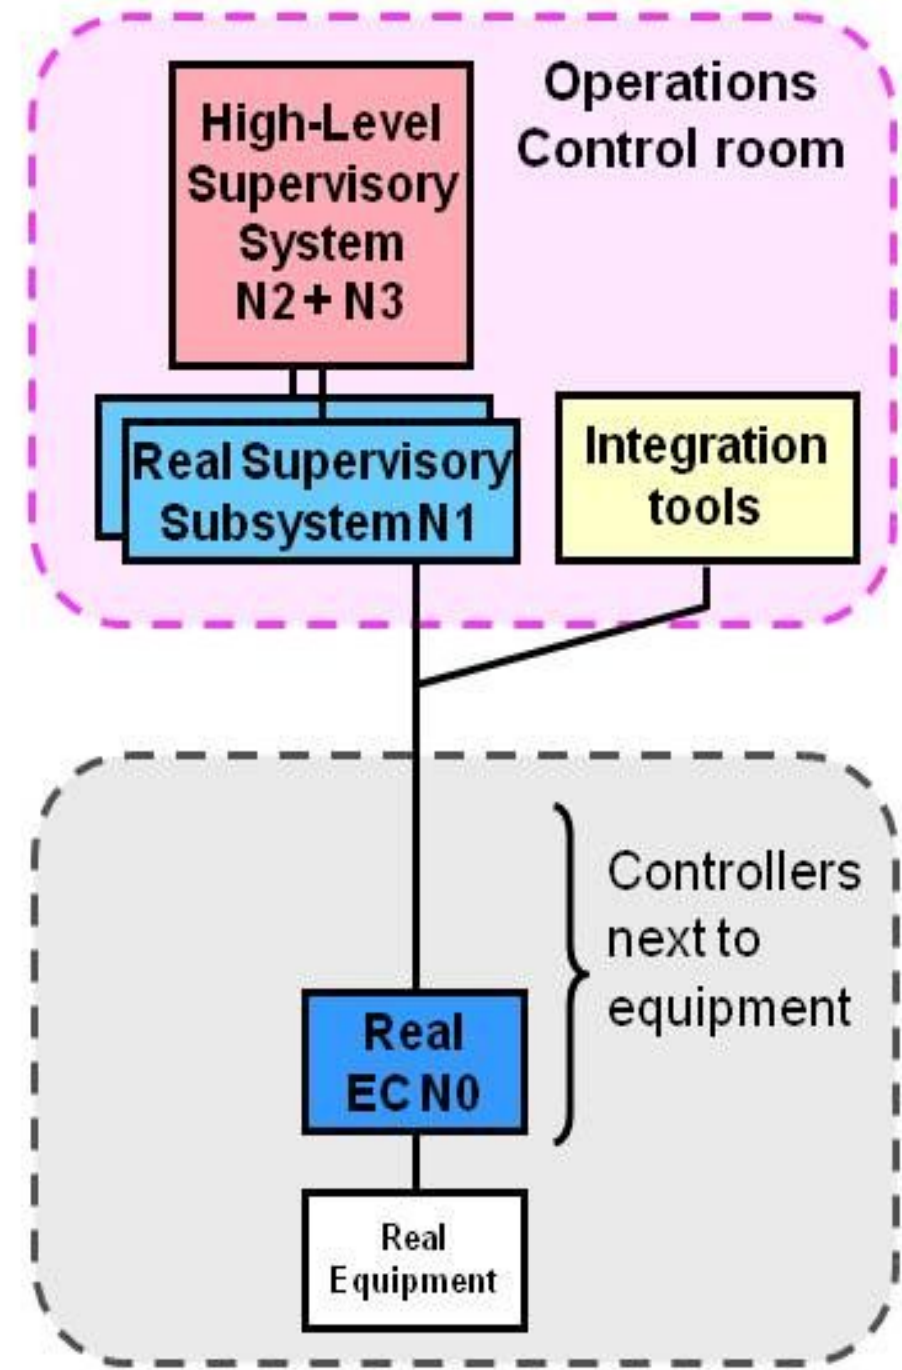 Operations
Control room
High-Level
Supervisory
System
N2 + N3
Real Supervisory
Subsystem N1
Integration
tools
Controllers
next to
equipment
Real
EC N0
Real
Equipment